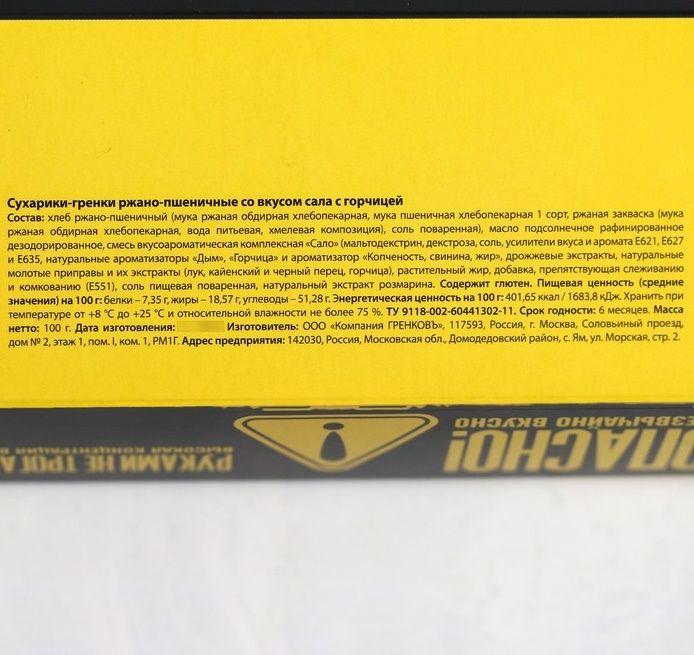 Сухарики-гренки ржано-пшеничные со вкусом сала с горчицей
Состав: хлеб ржано-пшеничный (мука ржаная обдирная хлебопекарная, мука пшеничная хлебопекарная 1 сорт, ржаная закваска (мука
ржаная обдирная хлебопекарная, вода питьевая, хмелевая композиция), соль поваренная), масло подсолнечное рафинированное
дезодорированное, смесь вкусоароматическая комплексная «Сало» (мальтодекстрин, декстроза, соль, усилители вкуса и аромата Е621, Е627
и Е635, натуральные ароматизаторы «Дым», «Горчица» и ароматизатор «Копченость, свинина, жир», дрожжевые экстракты, натуральные
молотые приправы и их экстракты (лук, кайенский и черный перец, горчица), растительный жир, добавка, препятствующая слеживанию
и комкованию (Е551), соль пищевая поваренная, натуральный экстракт розмарина. Содержит глютен. Пищевая ценность (средние
значения) на 100 г: белки – 7,35 г, жиры – 18,57 г, углеводы – 51,28 г. Энергетическая ценность на 100 г: 401,65 ккал / 1683,8 кДж. Хранить при
температуре от +8 °С до +25 °С и относительной влажности не более 75 %. ТУ 9118-002-60441302-11. Срок годности: 6 месяцев. Масса
нетто: 100 г. Дата изготовления: Изготовитель: ООО «Компания ГРЕНКОВЪ», 117593, Россия, г. Москва, Соловьиный проезд,
дом № 2, этаж 1, пом. I, ком. 1, РМ1Г. Адрес предприятия: 142030, Россия, Московская обл., Домодедовский район, с. Ям, ул. Морская, стр. 2.
ОПАСНО!
ЕЗВЫЧАЙНО ВКУСНО
РУКАМИ НЕ ТРОГА
ВЫСОКАЯ КОНЦЕНТРАЦИЯ В